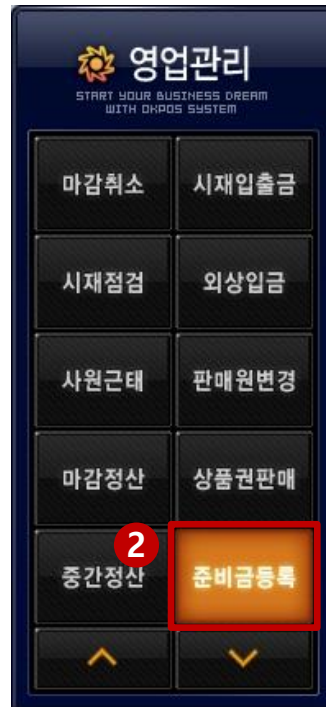 영업관리
START YOUR BUSINESS DREAM
WITH OKPOS SYSTEM
마감취소 시재입출금
시재점검 외상입금
사원근태 판매원변경
마감정산 상품권판매
2
중간정산 준비금등록